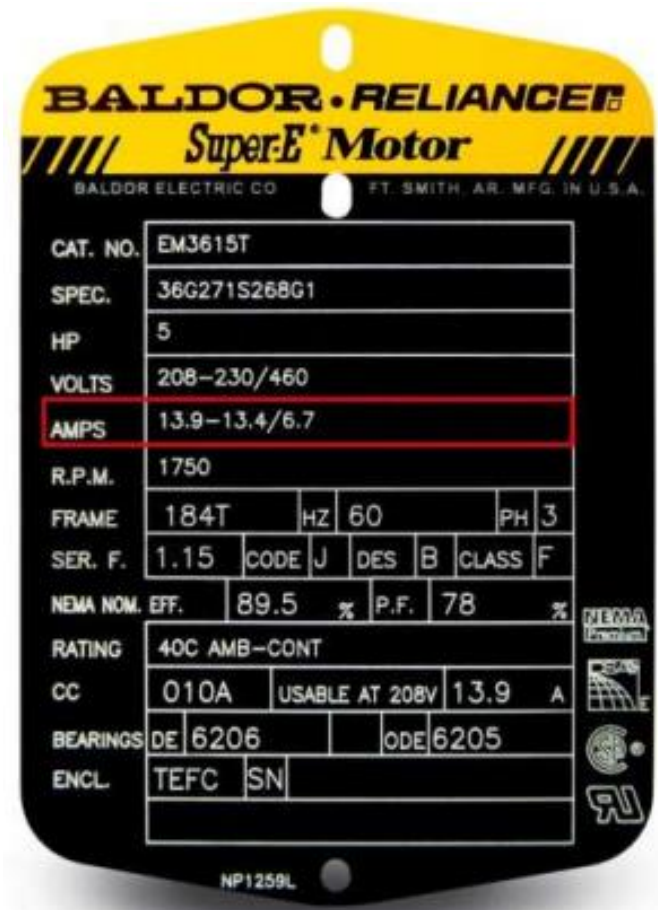 BALDOR • RELIANCER
Super-E® Motor
BALDOR ELECTRIC CO FT. SMITH, AR. MFG. IN U.S.A.
CAT. NO. EM3615T
SPEC. 36G271S268G1
HP 5
VOLTS 208-230/460
AMPS 13.9-13.4/6.7
R.P.M. 1750
FRAME 184T HZ 60 PH 3
SER. F. 1.15 CODE J DES B CLASS F
NEMA NOM. EFF. 89.5 % P.F. 78 %
NEMA
Premium
RATING 40C AMB-CONT
CC 010A USABLE AT 208V 13.9 A
BEARINGS DE 6206 ODE 6205
ENCL. TEFC SN
NP1259L